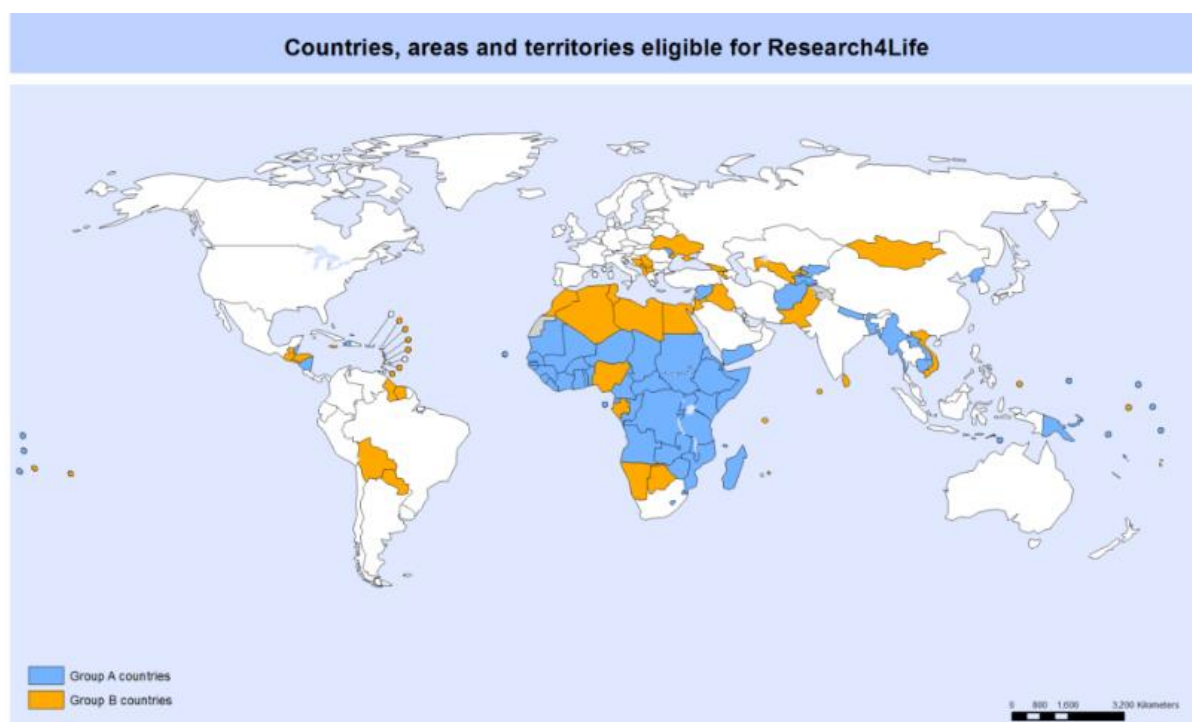 Countries, areas and territories eligible for Research4Life
Group A countries
Group B countries
0 800 1,600 3,200 Kilometers